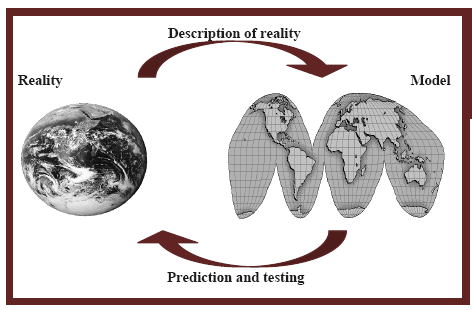 Description of reality
Reality
Model
Prediction and testing